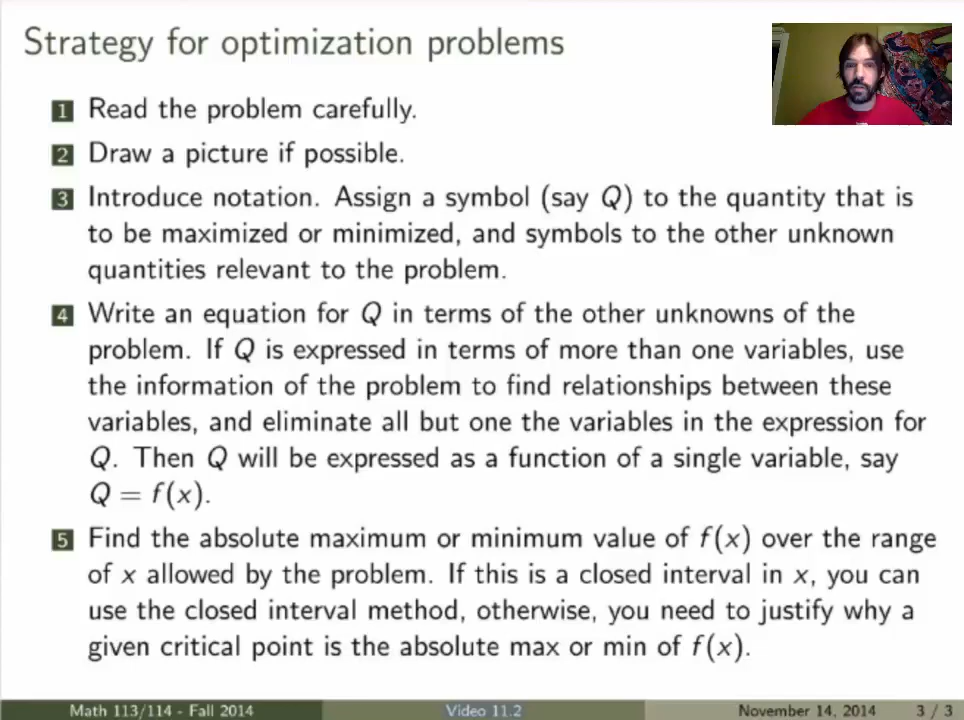 Strategy for optimization problems
1 Read the problem carefully.
2 Draw a picture if possible.
3 Introduce notation. Assign a symbol (say Q) to the quantity that is
to be maximized or minimized, and symbols to the other unknown
quantities relevant to the problem.
4 Write an equation for Q in terms of the other unknowns of the
problem. If Q is expressed in terms of more than one variables, use
the information of the problem to find relationships between these
variables, and eliminate all but one the variables in the expression for
Q. Then Q will be expressed as a function of a single variable, say
Q = f(x).
5 Find the absolute maximum or minimum value of f(x) over the range
of x allowed by the problem. If this is a closed interval in x, you can
use the closed interval method, otherwise, you need to justify why a
given critical point is the absolute max or min of f(x).
Math 113/114 - Fall 2014 Video 11.2 November 14, 2014 3 / 3